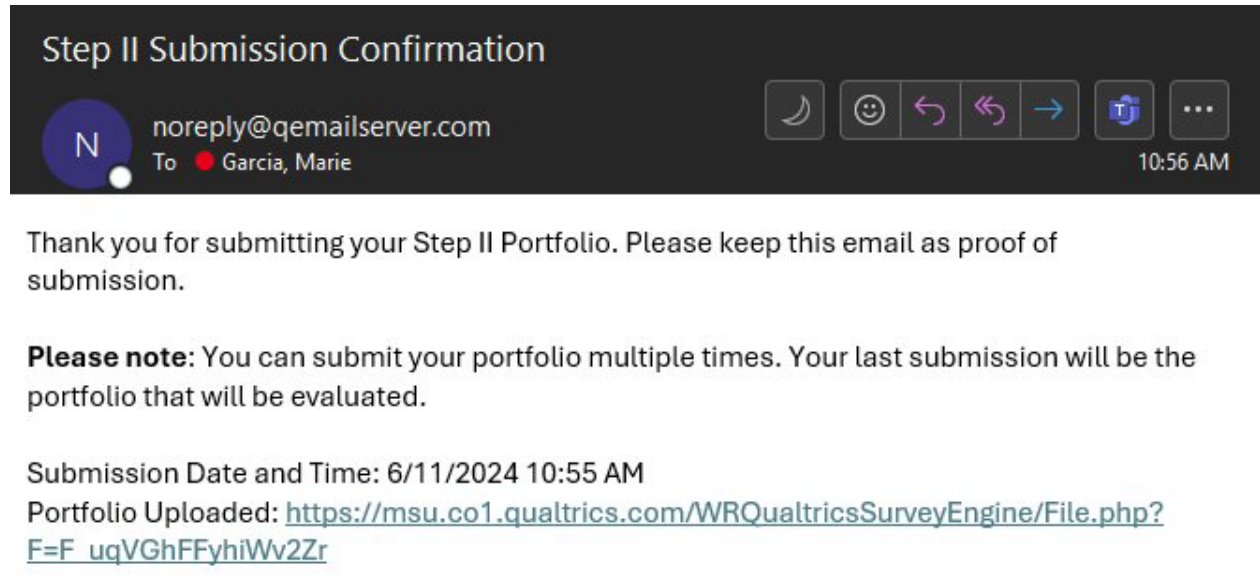 Step II Submission Confirmation
N
noreply@qemailserver.com
To Garcia, Marie
10:56 AM
Thank you for submitting your Step II Portfolio. Please keep this email as proof of
submission.
Please note: You can submit your portfolio multiple times. Your last submission will be the
portfolio that will be evaluated.
Submission Date and Time: 6/11/2024 10:55 AM
Portfolio Uploaded: https://msu.co1.qualtrics.com/WRQualtricsSurveyEngine/File.php?
F=F_uqVGhFFyhiWv2Zr